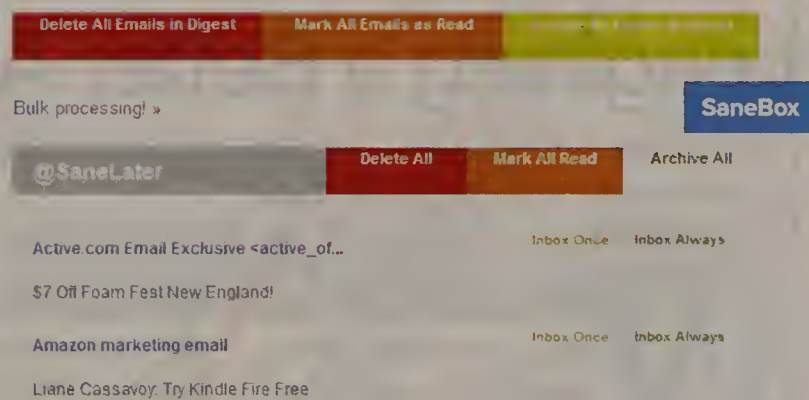 Delete All Emails in Digest Mark All Emails as Read
Bulk processing! »
SaneBox
@SaneLater Delete All Mark All Read Archive All
Active.com Email Exclusive <active_of... Inbox Once Inbox Always
$7 Off Foam Fest New England!
Amazon marketing email Inbox Once Inbox Always
Liane Cassavoy, Try Kindle Fire Free